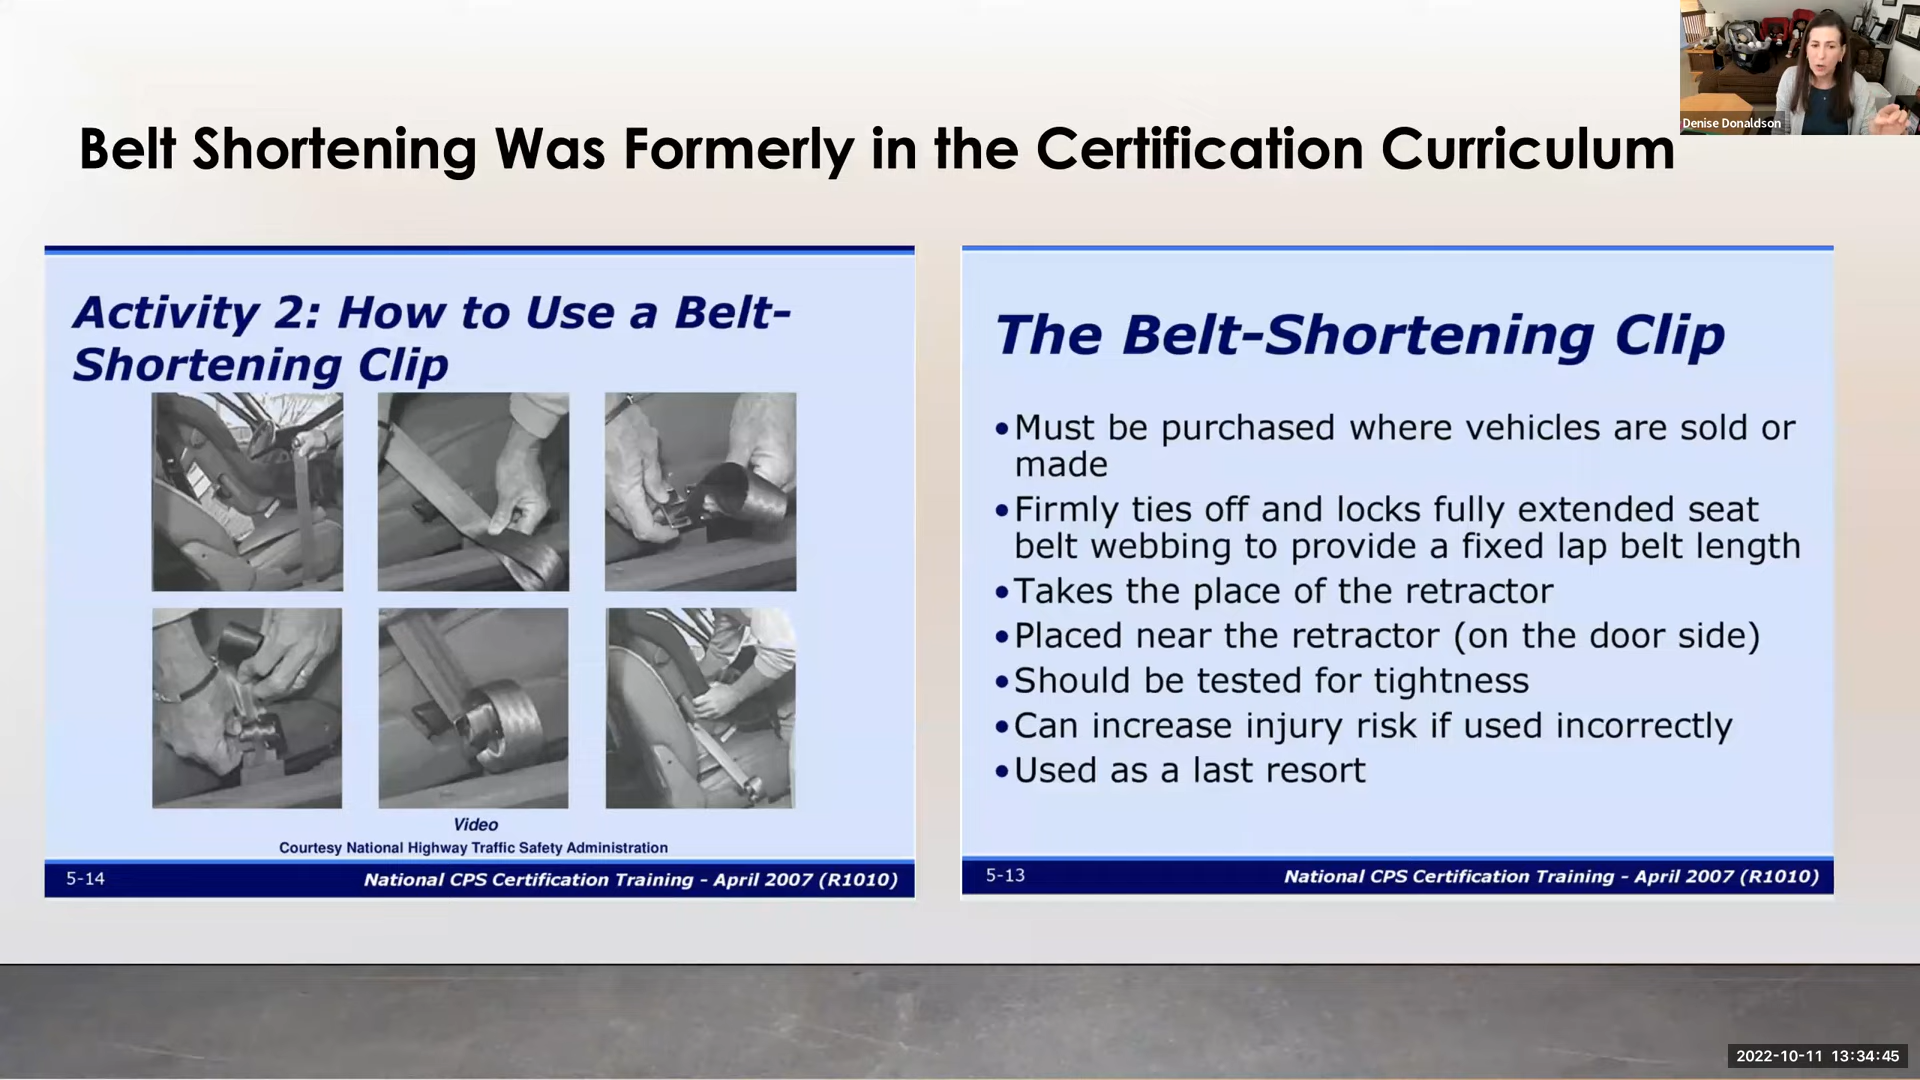 Denise Donaldson
Belt Shortening Was Formerly in the Certification Curriculum
Activity 2: How to Use a Belt-
Shortening Clip
Video
Courtesy National Highway Traffic Safety Administration
5-14
National CPS Certification Training - April 2007 (R1010)
The Belt-Shortening Clip
•Must be purchased where vehicles are sold or
made
•Firmly ties off and locks fully extended seat
belt webbing to provide a fixed lap belt length
•Takes the place of the retractor
•Placed near the retractor (on the door side)
•Should be tested for tightness
•Can increase injury risk if used incorrectly
•Used as a last resort
5-13
National CPS Certification Training - April 2007 (R1010)
2022-10-11 13:34:45